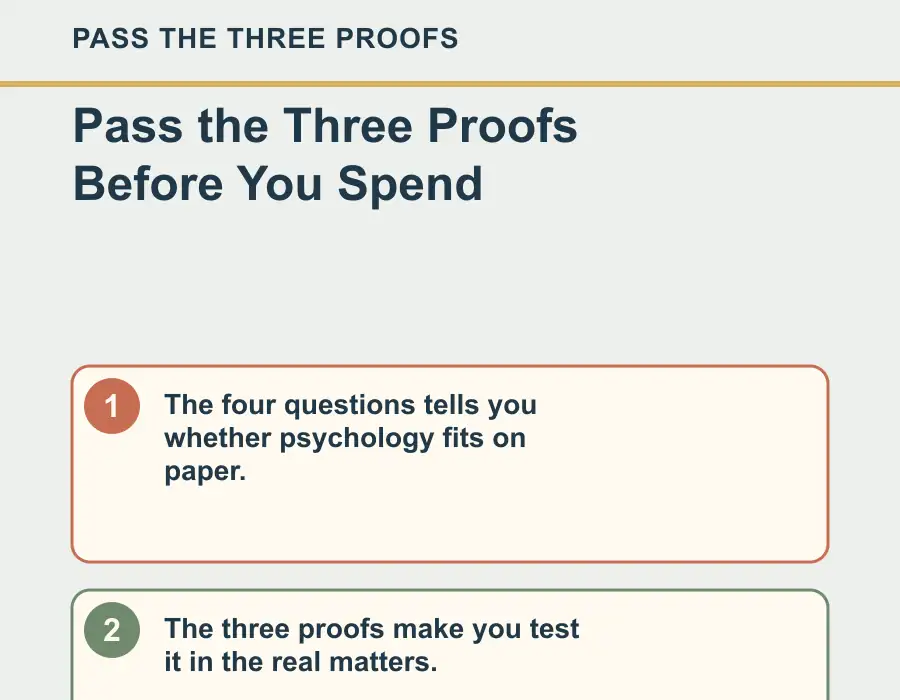 PASS THE THREE PROOFS
Pass the Three Proofs
Before You Spend
1
The four questions tells you
whether psychology fits on
paper.
2
The three proofs make you test
it in the real matters.